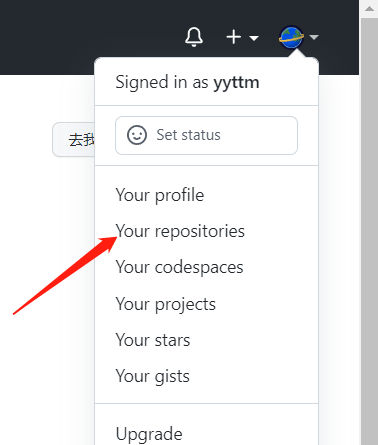 Signed in as yyttm
去我
Set status
Your profile
Your repositories
Your codespaces
Your projects
Your stars
Your gists
Upgrade